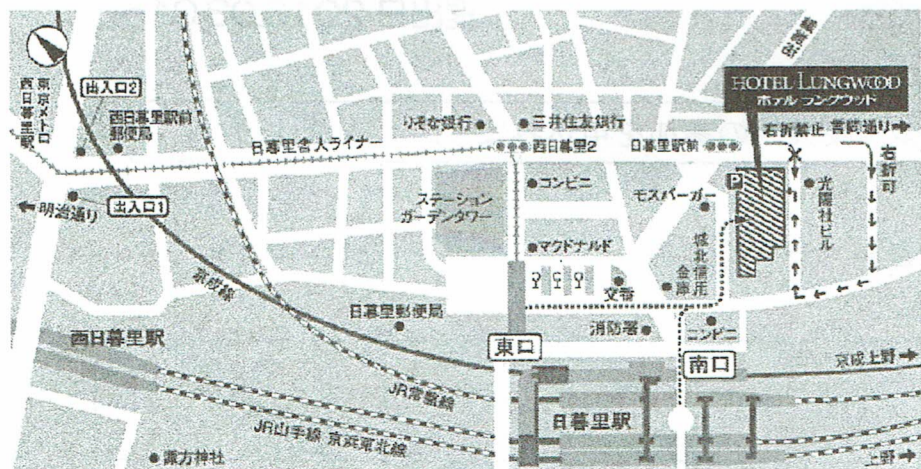 東京メトロ
西日暮里駅
出入口2
西日暮里駅前
郵便局
日暮里舎人ライナー
りそな銀行
三井住友銀行
西日暮里2
日暮里駅前
HOTEL LUNGWOOD
ホテル ラングウッド
右折禁止
右折可
明治通り
出入口1
ステーション
ガーデンタワー
コンビニ
モスバーガー
P
光陽社ビル
マクドナルド
城北信用
金庫
交番
京成線
日暮里郵便局
消防署
コンビニ
西日暮里駅
東口
南口
京成上野
JR常磐線
日暮里駅
JR山手線 京浜東北線
諏方神社
上野